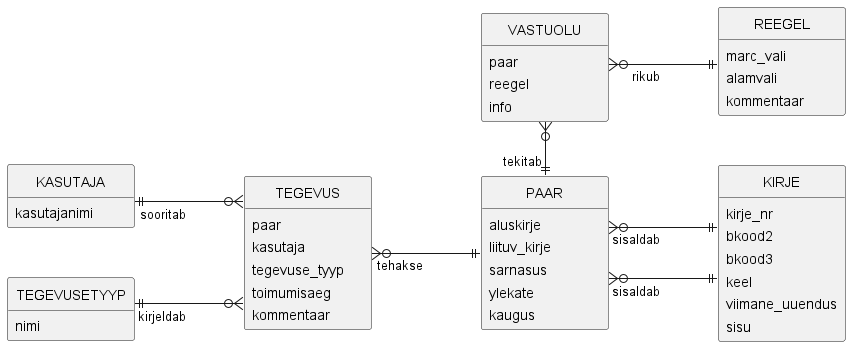 VASTUOLU
paar
reegel
info
rikub
REEGEL
marc_vali
alamvali
kommentaar
tekitab
KASUTAJA
kasutajanimi
sooritab
TEGEVUSETYYP
nimi
kirjeldab
TEGEVUS
paar
kasutaja
tegevuse_tyyp
toimumisaeg
kommentaar
tehakse
PAAR
aluskirje
liituv_kirje
sarnasus
ylekate
kaugus
sisaldab
sisaldab
KIRJE
kirje_nr
bkood2
bkood3
keel
viimane_uuendus
sisu